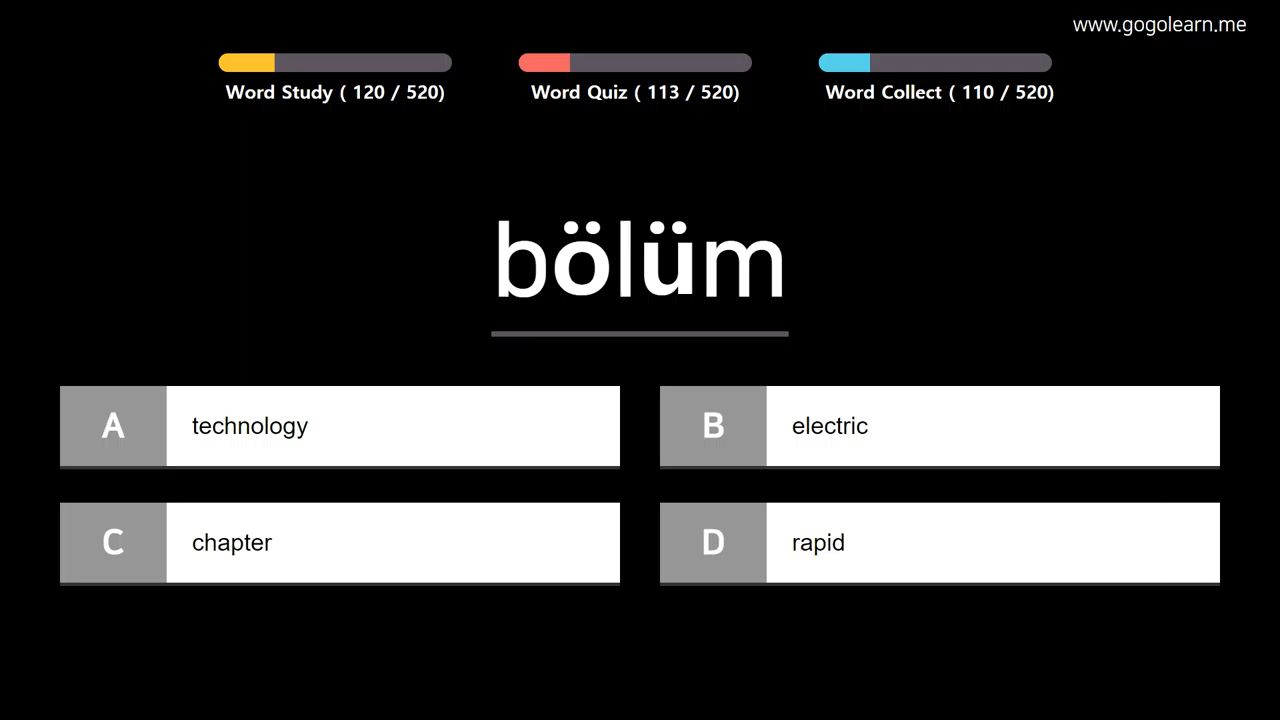 www.gogolearn.me
Word Study ( 120 / 520)
Word Quiz ( 113 / 520)
Word Collect ( 110 / 520)
bölüm
A technology
B electric
C chapter
D rapid